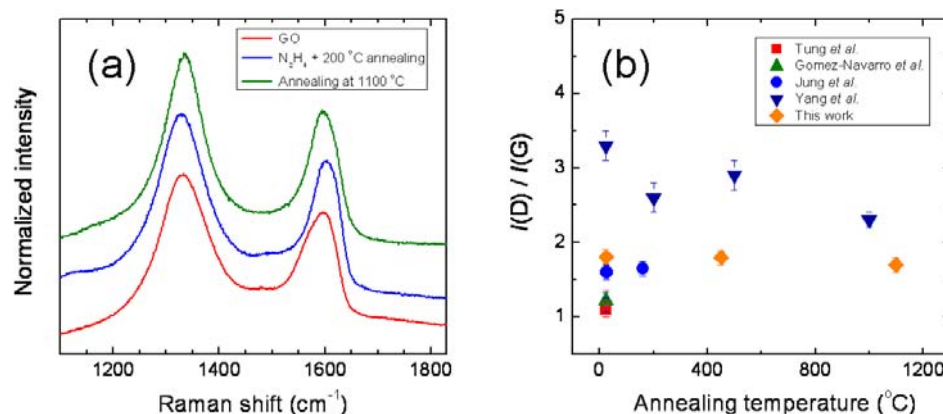 (a)
GO
N₂H₄ + 200 °C annealing
Annealing at 1100 °C
Normalized intensity
1200 1400 1600 1800
Raman shift (cm⁻¹)
(b)
Tung et al.
Gomez-Navarro et al.
Jung et al.
Yang et al.
This work
I(D) / I(G)
5
4
3
2
1
0 400 800 1200
Annealing temperature (°C)